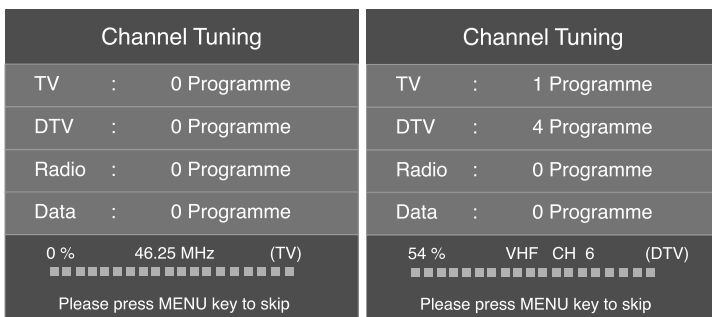 Channel Tuning
TV : 0 Programme
DTV : 0 Programme
Radio : 0 Programme
Data : 0 Programme
0 % 46.25 MHz (TV)
Please press MENU key to skip
Channel Tuning
TV : 1 Programme
DTV : 4 Programme
Radio : 0 Programme
Data : 0 Programme
54 % VHF CH 6 (DTV)
Please press MENU key to skip